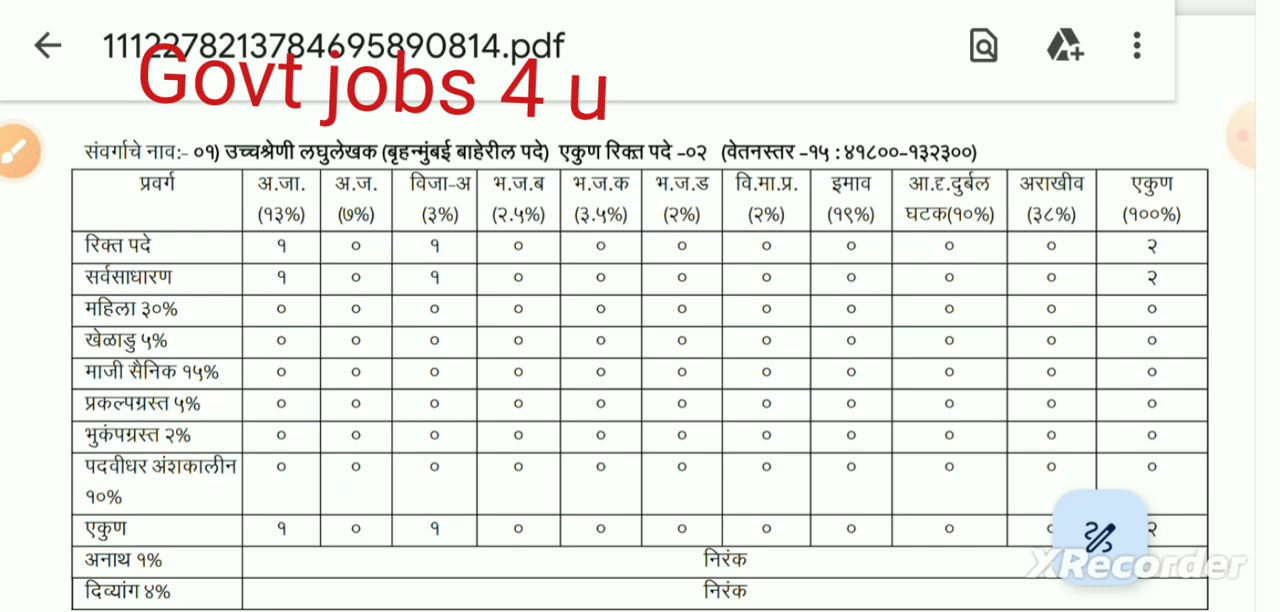 1112278213784695890814.pdf
Govt jobs 4 u
संवर्गाचे नाव:- ०१) उच्चश्रेणी लघुलेखक (बृहन्मुंबई बाहेरील पदे) एकुण रिक्त पदे -०२ (वेतनस्तर -१५ : ४१८००-१३२३००)
प्रवर्ग अ.जा. अ.ज. विजा-अ भ.ज.ब भ.ज.क भ.ज.ड वि.मा.प्र. इमाव आ.दृ.दुर्बल अराखीव एकुण
(१३%) (७%) (३%) (२.५%) (३.५%) (२%) (२%) (१९%) घटक(१०%) (३८%) (१००%)
रिक्त पदे १ ० १ ० ० ० ० ० ० ० २
सर्वसाधारण १ ० १ ० ० ० ० ० ० ० २
महिला ३०% ० ० ० ० ० ० ० ० ० ० ०
खेळाडु ५% ० ० ० ० ० ० ० ० ० ० ०
माजी सैनिक १५% ० ० ० ० ० ० ० ० ० ० ०
प्रकल्पग्रस्त ५% ० ० ० ० ० ० ० ० ० ० ०
भुकंपग्रस्त २% ० ० ० ० ० ० ० ० ० ० ०
पदवीधर अंशकालीन ० ० ० ० ० ० ० ० ० ० ०
१०%
एकुण १ ० १ ० ० ० ० ० ० ० २
अनाथ १% निरंक
XRecorder
दिव्यांग ४% निरंक